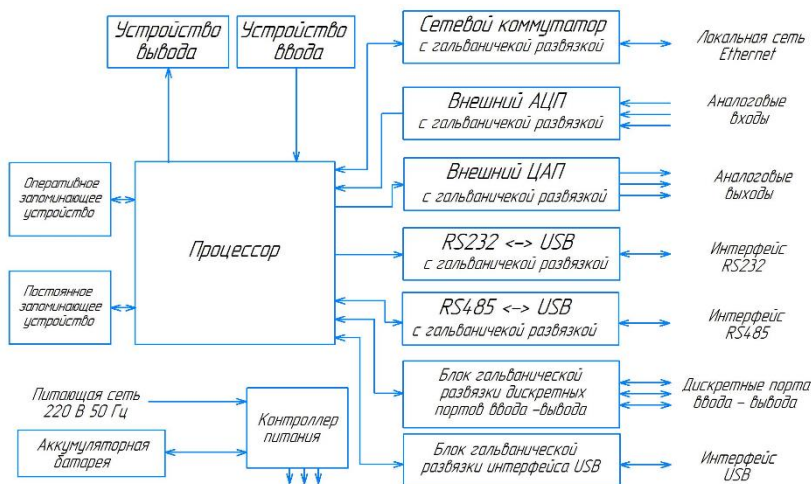 Устройство
вывода
Устройство
ввода
Сетевой коммутатор
с гальваничекой развязкой
Локальная сеть
Ethernet
Внешний АЦП
с гальваничекой развязкой
Аналоговые
входы
Оперативное
запоминающее
устройство
Процессор
Внешний ЦАП
с гальваничекой развязкой
Аналоговые
выходы
RS232 <-> USB
с гальваничекой развязкой
Интерфейс
RS232
Постоянное
запоминающее
устройство
RS485 <-> USB
с гальваничекой развязкой
Интерфейс
RS485
Блок гальванической
развязки дискретных
портов ввода -вывода
Дискретные порта
ввода - вывода
Питающая сеть
220 В 50 Гц
Контроллер
питания
Аккумуляторная
батарея
Блок гальванической
развязки интерфейса USB
Интерфейс
USB